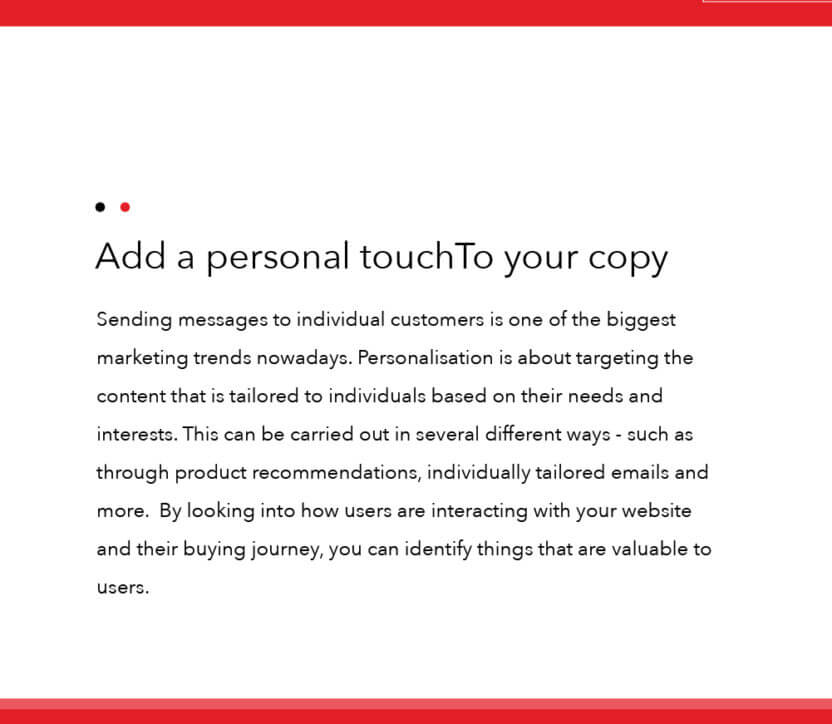 Add a personal touchTo your copy
Sending messages to individual customers is one of the biggest
marketing trends nowadays. Personalisation is about targeting the
content that is tailored to individuals based on their needs and
interests. This can be carried out in several different ways - such as
through product recommendations, individually tailored emails and
more.  By looking into how users are interacting with your website
and their buying journey, you can identify things that are valuable to
users.